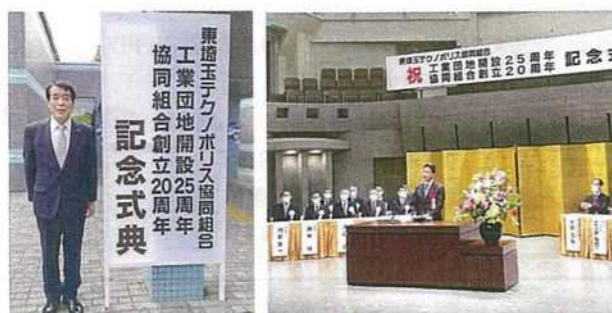 東埼玉テクノポリス協同組合
工業団地開設25周年
協同組合創立20周年
記念式典
東埼玉テクノポリス協同組合
祝 工業団地開設25周年
協同組合創立20周年
記念式